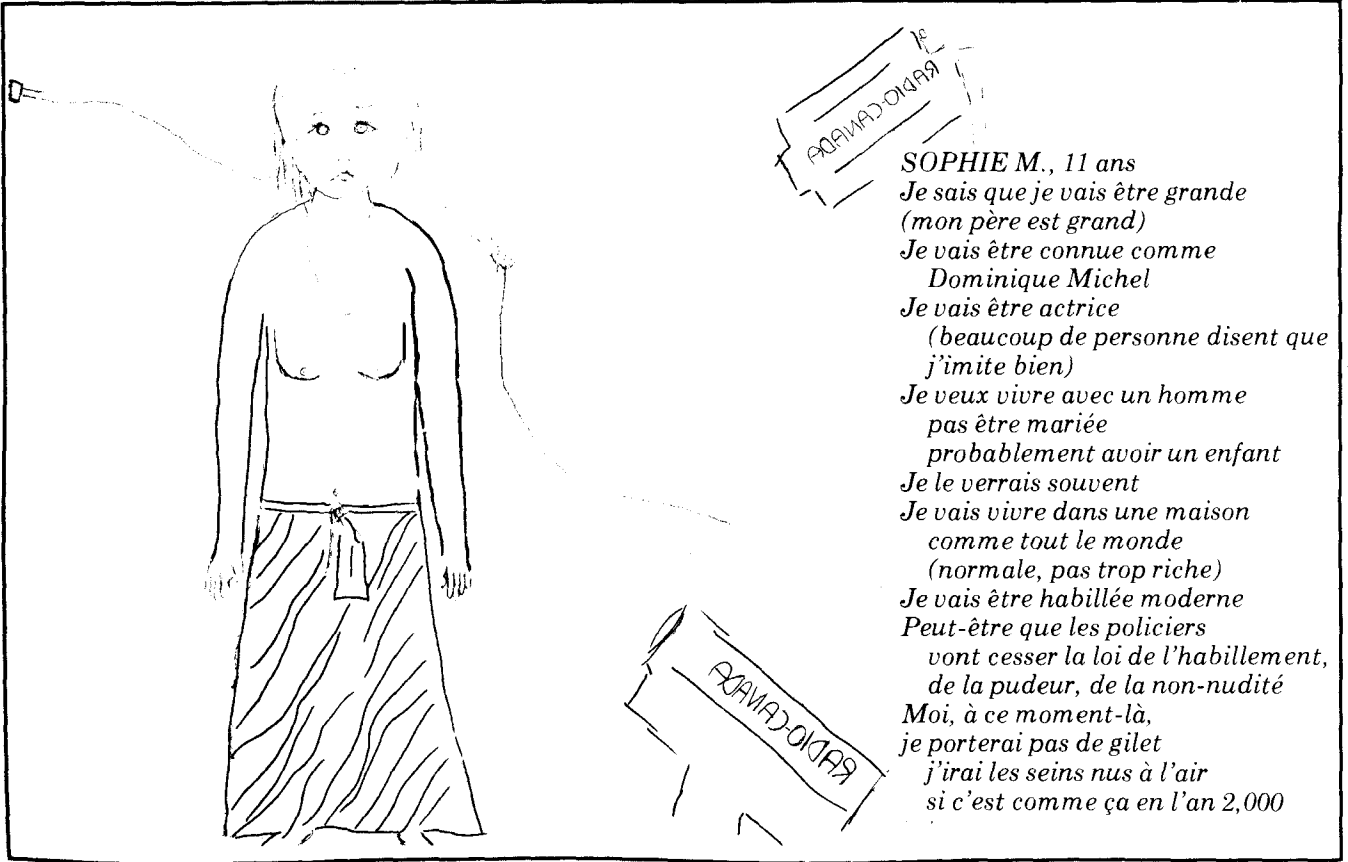 RADIO-CANADA
SOPHIE M., 11 ans
Je sais que je vais être grande
(mon père est grand)
Je vais être connue comme
Dominique Michel
Je vais être actrice
(beaucoup de personne disent que
j'imite bien)
Je veux vivre avec un homme
pas être mariée
probablement avoir un enfant
Je le verrais souvent
Je vais vivre dans une maison
comme tout le monde
(normale, pas trop riche)
Je vais être habillée moderne
Peut-être que les policiers
vont cesser la loi de l'habillement,
de la pudeur, de la non-nudité
Moi, à ce moment-là,
je porterai pas de gilet
j'irai les seins nus à l'air
si c'est comme ça en l'an 2,000
RADIO-CANADA